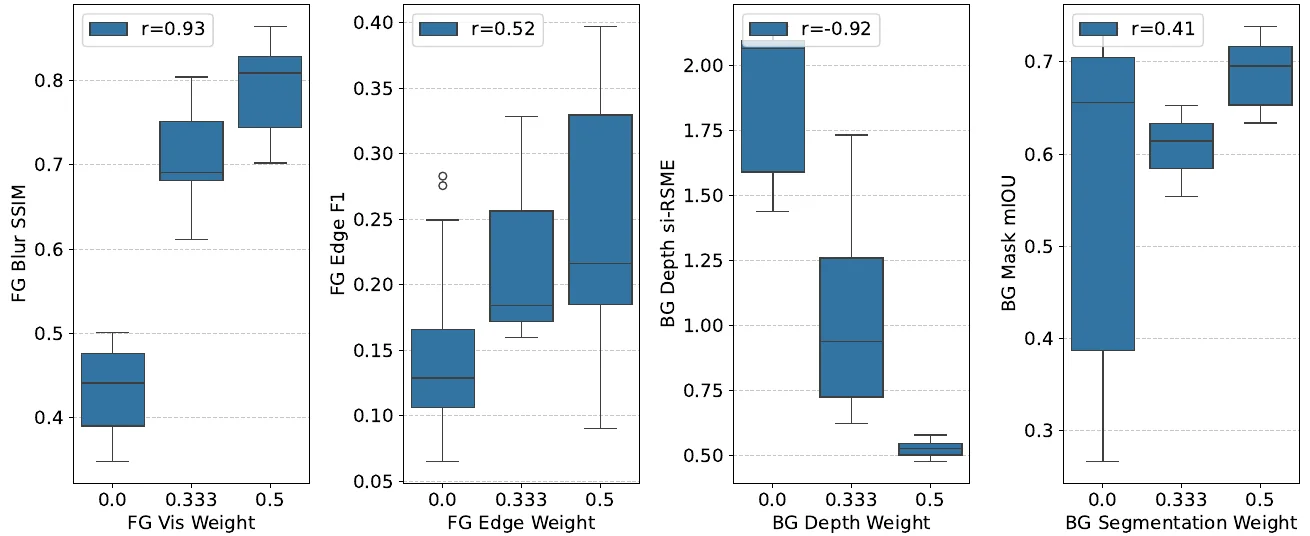 r=0.93
0.8
0.7
0.6
0.5
0.4
FG Blur SSIM
0.0 0.333 0.5
FG Vis Weight
r=0.52
0.40
0.35
0.30
0.25
0.20
0.15
0.10
0.05
FG Edge F1
0.0 0.333 0.5
FG Edge Weight
r=-0.92
2.00
1.75
1.50
1.25
1.00
0.75
0.50
BG Depth si-RSME
0.0 0.333 0.5
BG Depth Weight
r=0.41
0.7
0.6
0.5
0.4
0.3
BG Mask mIOU
0.0 0.333 0.5
BG Segmentation Weight